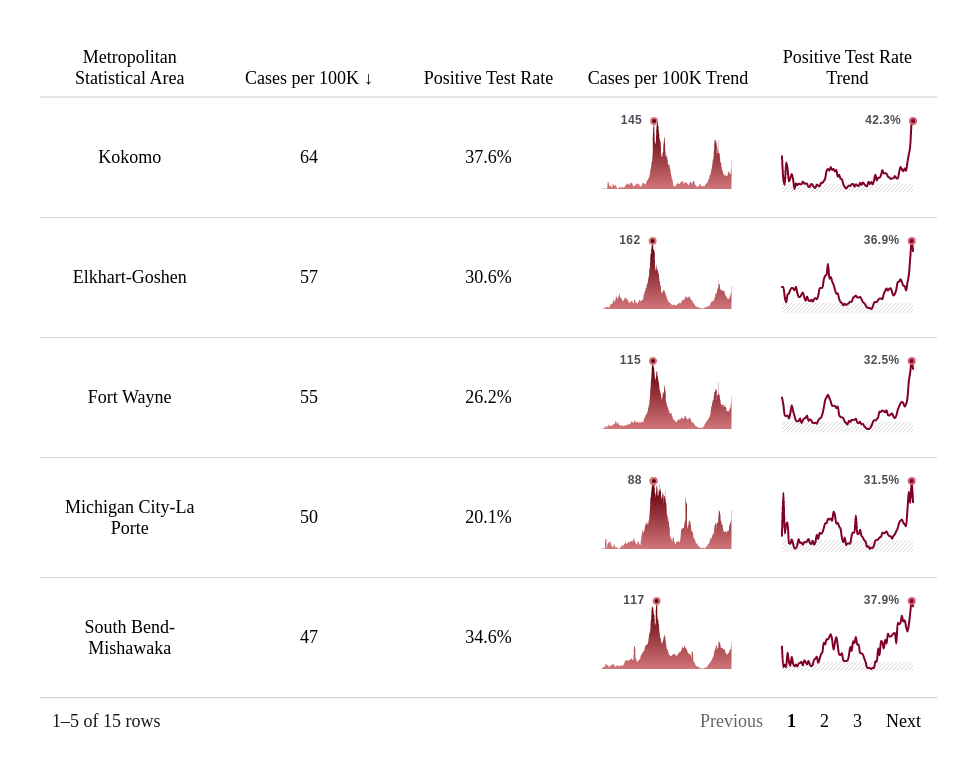 Metropolitan
Statistical Area
Cases per 100K ↓
Positive Test Rate
Cases per 100K Trend
Positive Test Rate
Trend
Kokomo
64
37.6%
145
42.3%
Elkhart-Goshen
57
30.6%
162
36.9%
Fort Wayne
55
26.2%
115
32.5%
Michigan City-La
Porte
50
20.1%
88
31.5%
South Bend-
Mishawaka
47
34.6%
117
37.9%
1–5 of 15 rows
Previous 1 2 3 Next